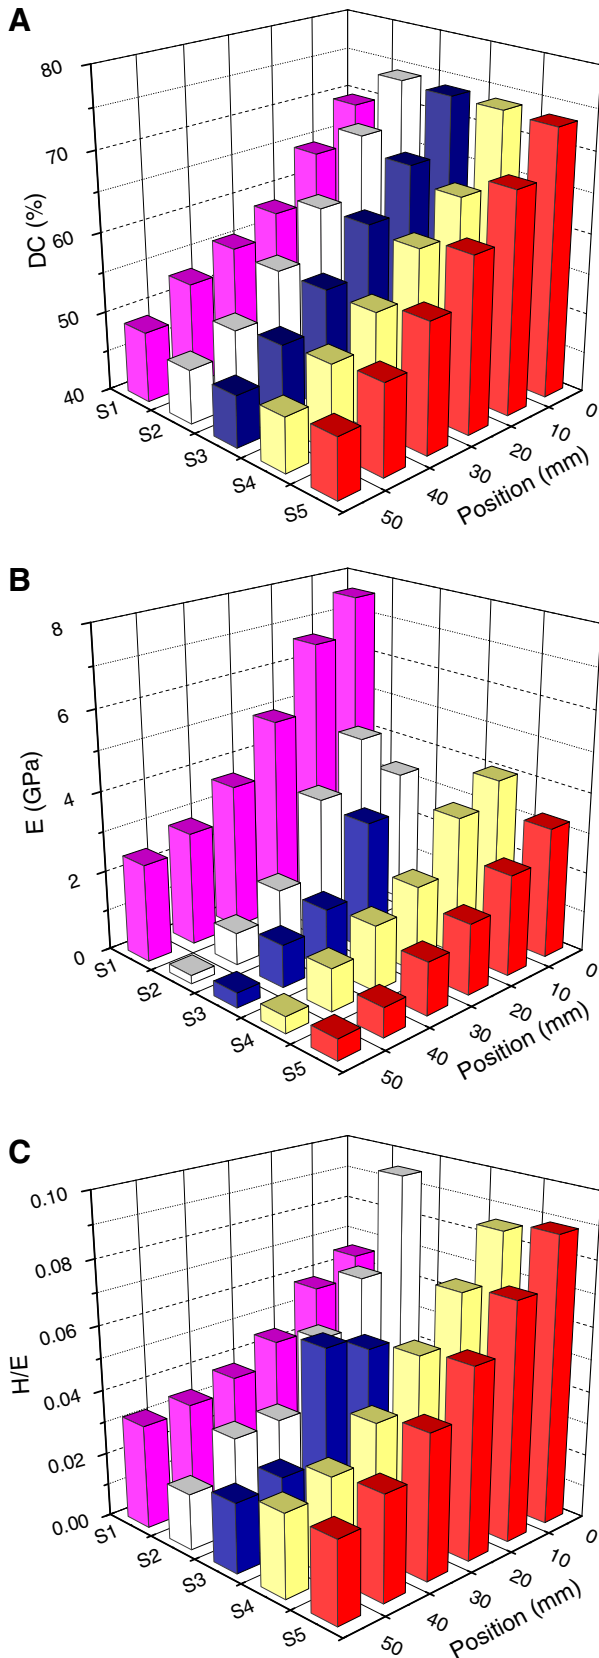 A
80
70
60
50
40
DC (%)
S1
S2
S3
S4
S5
0
10
20
30
40
50
Position (mm)
B
8
6
4
2
0
E (GPa)
S1
S2
S3
S4
S5
0
10
20
30
40
50
Position (mm)
C
0.10
0.08
0.06
0.04
0.02
0.00
H/E
S1
S2
S3
S4
S5
0
10
20
30
40
50
Position (mm)